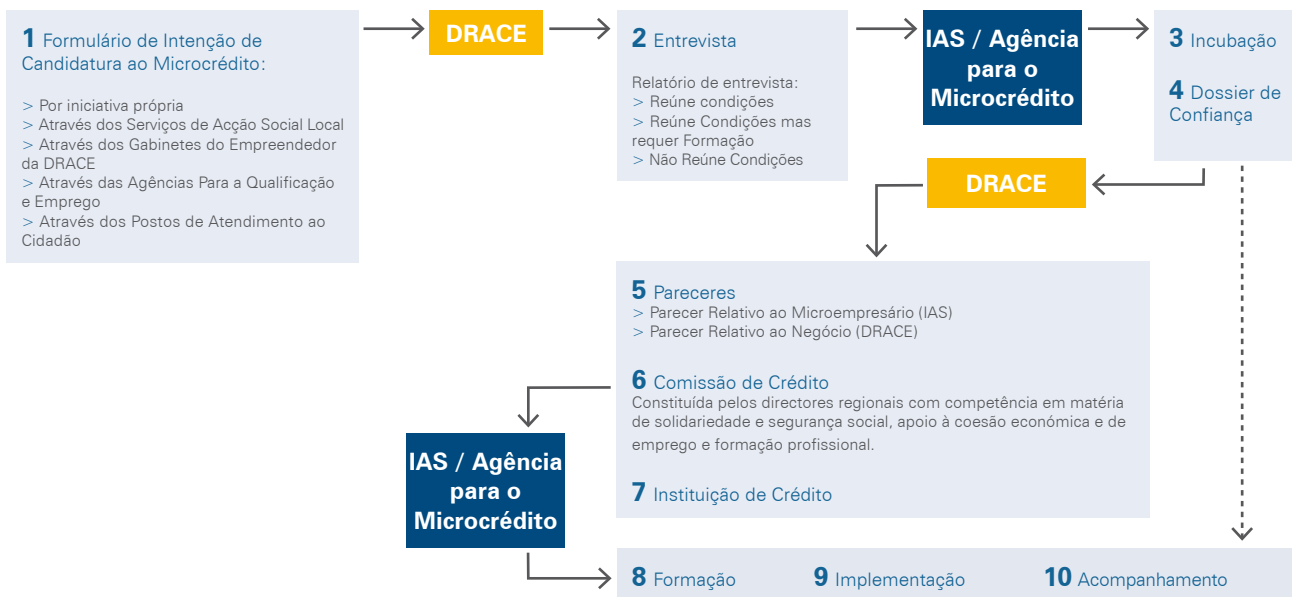 1 Formulário de Intenção de
Candidatura ao Microcrédito:
> Por iniciativa própria
> Através dos Serviços de Acção Social Local
> Através dos Gabinetes do Empreendedor
da DRACE
> Através das Agências Para a Qualificação
e Emprego
> Através dos Postos de Atendimento ao
Cidadão
DRACE
2 Entrevista
Relatório de entrevista:
> Reúne condições
> Reúne Condições mas
requer Formação
> Não Reúne Condições
IAS / Agência
para o
Microcrédito
3 Incubação
4 Dossier de
Confiança
DRACE
5 Pareceres
> Parecer Relativo ao Microempresário (IAS)
> Parecer Relativo ao Negócio (DRACE)
6 Comissão de Crédito
Constituída pelos directores regionais com competência em matéria
de solidariedade e segurança social, apoio à coesão económica e de
emprego e formação profissional.
7 Instituição de Crédito
IAS / Agência
para o
Microcrédito
8 Formação
9 Implementação
10 Acompanhamento